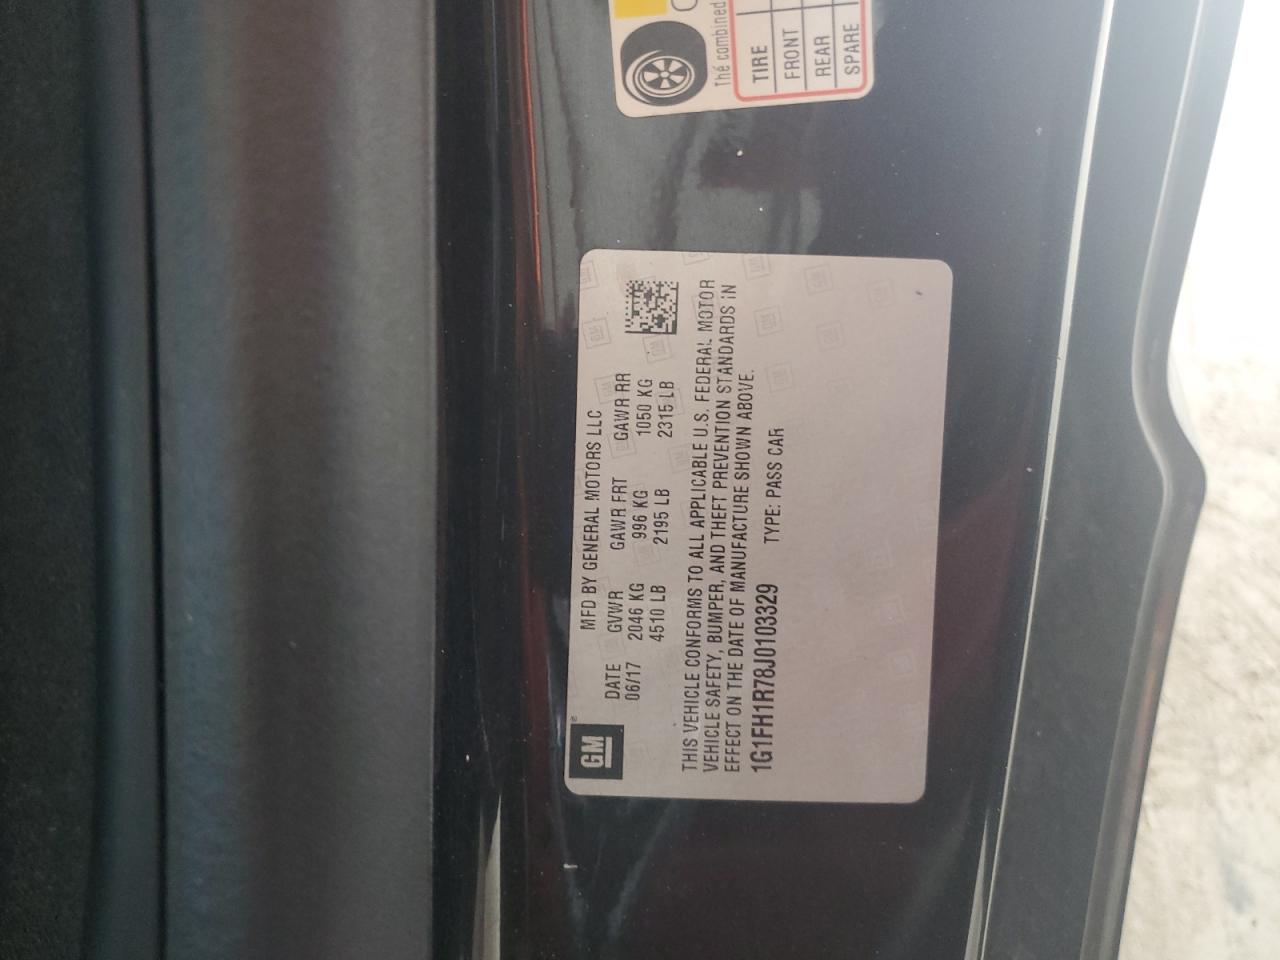 GM
®
MFD BY GENERAL MOTORS LLC
DATE GVWR GAWR FRT GAWR RR
06/17 2046 KG 996 KG 1050 KG
4510 LB 2195 LB 2315 LB
THIS VEHICLE CONFORMS TO ALL APPLICABLE U.S. FEDERAL MOTOR
VEHICLE SAFETY, BUMPER, AND THEFT PREVENTION STANDARDS IN
EFFECT ON THE DATE OF MANUFACTURE SHOWN ABOVE.
1G1FH1R78J0103329 TYPE: PASS CAR
The combined
TIRE
FRONT
REAR
SPARE